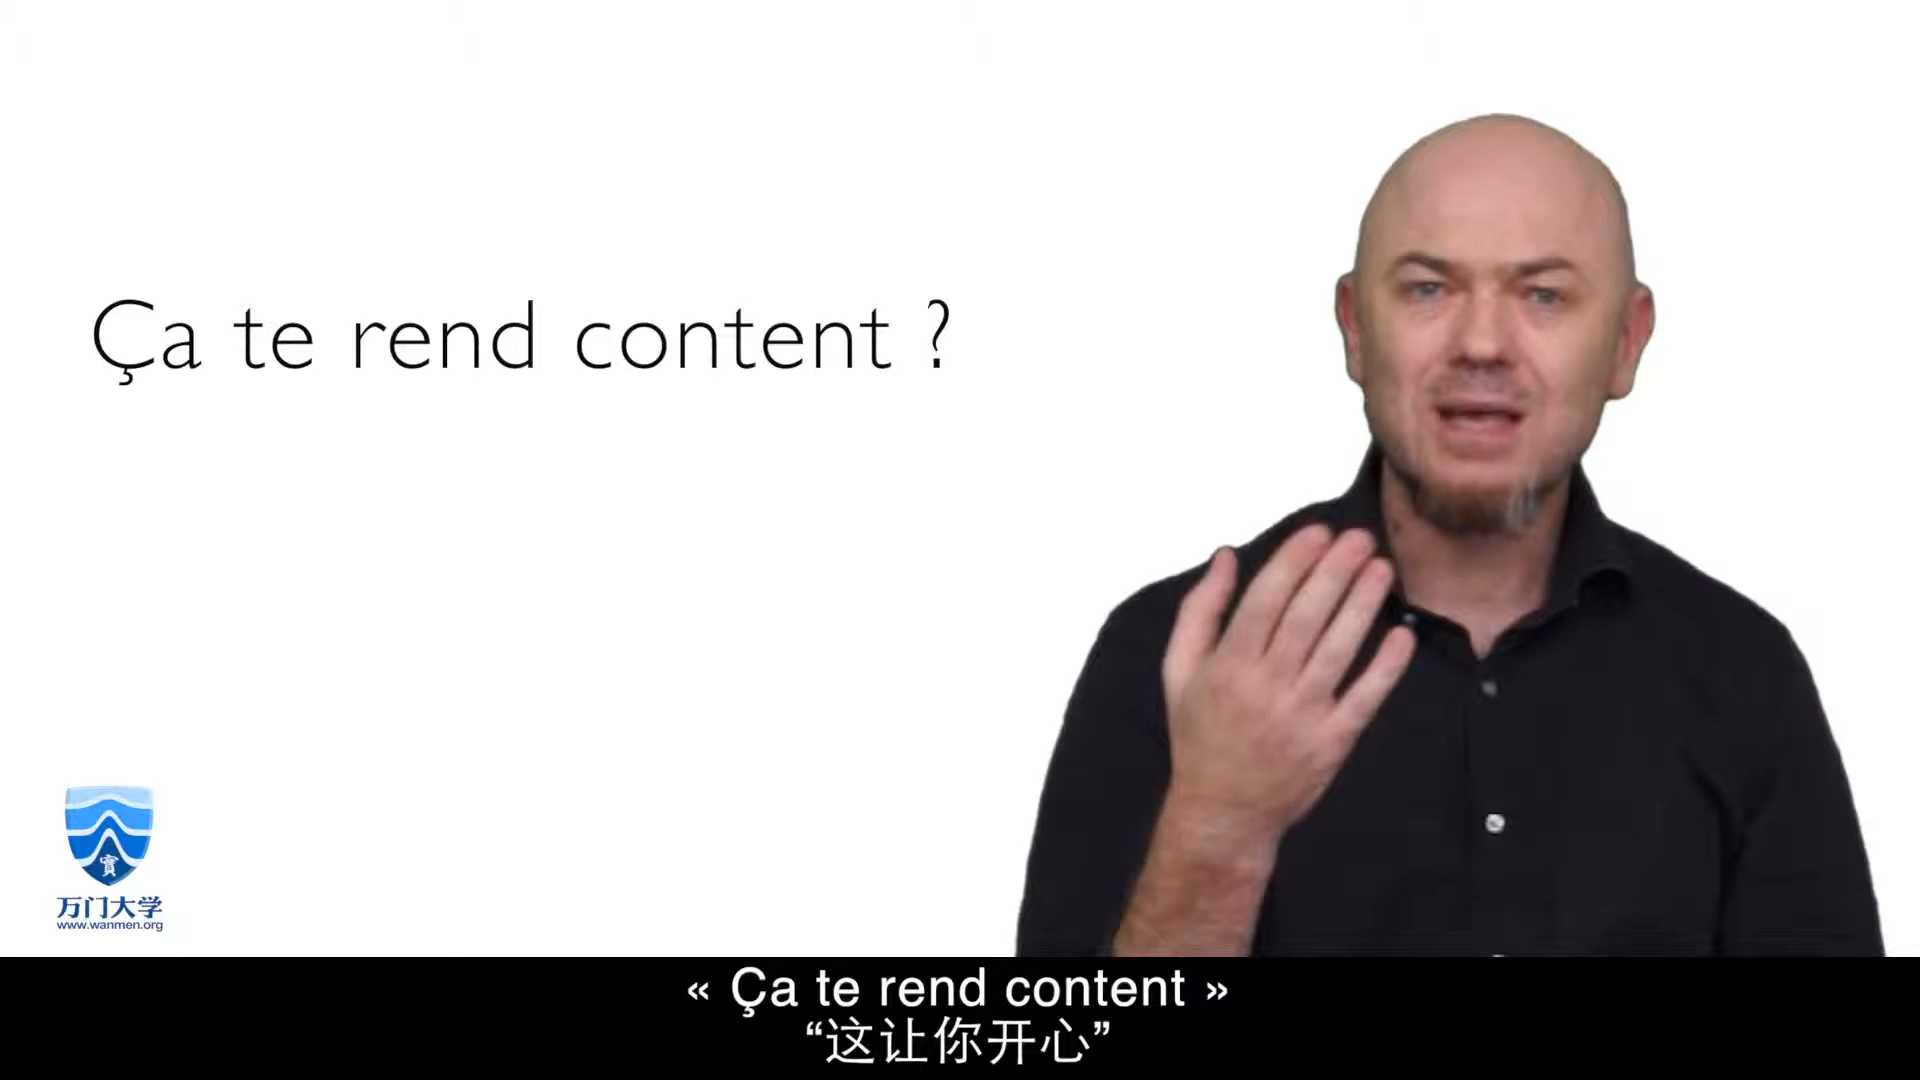 Ça te rend content ?
寳
万门大学
www.wanmen.org
« Ça te rend content »
“这让你开心”